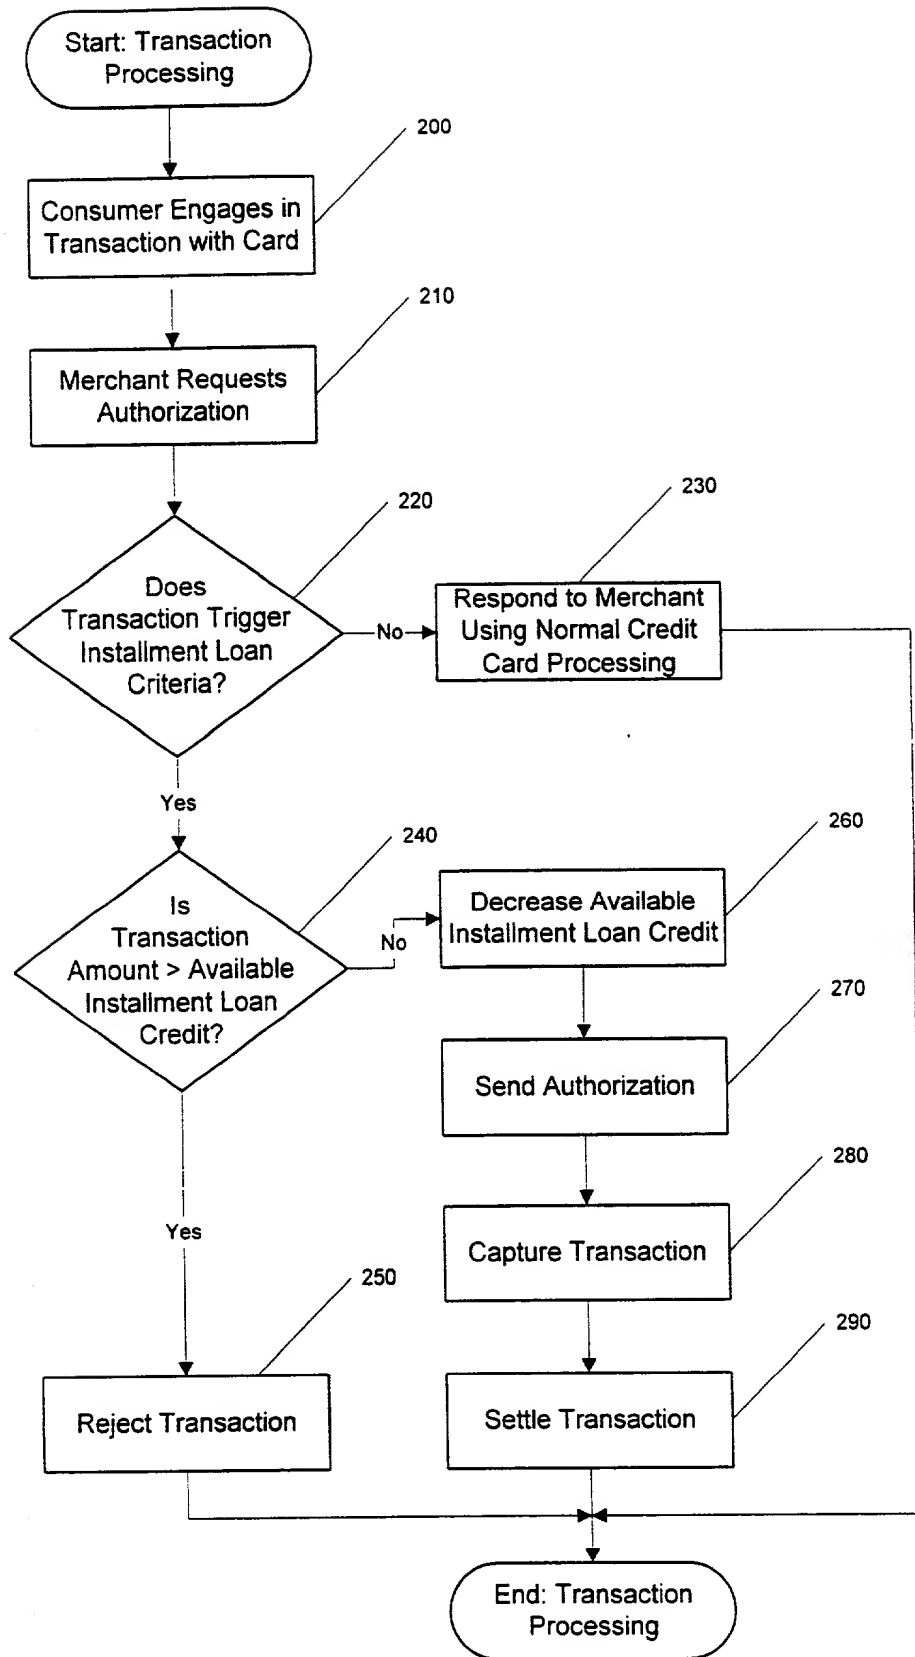 Start: Transaction
Processing
200
Consumer Engages in
Transaction with Card
210
Merchant Requests
Authorization
220
Does
Transaction Trigger
Installment Loan
Criteria?
No
230
Respond to Merchant
Using Normal Credit
Card Processing
Yes
240
Is
Transaction
Amount > Available
Installment Loan
Credit?
No
260
Decrease Available
Installment Loan Credit
270
Send Authorization
280
Capture Transaction
Yes
250
Reject Transaction
290
Settle Transaction
End: Transaction
Processing